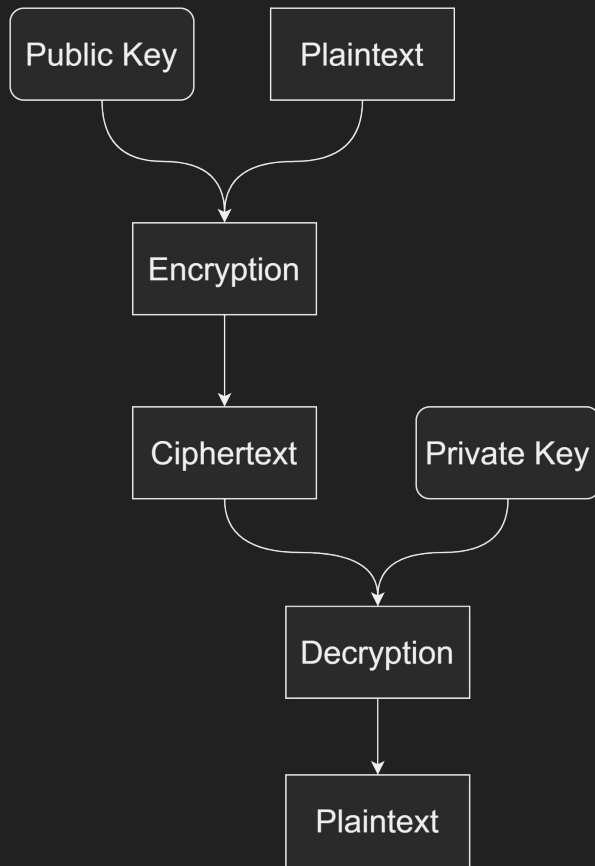 Public Key
Plaintext
Encryption
Ciphertext
Private Key
Decryption
Plaintext